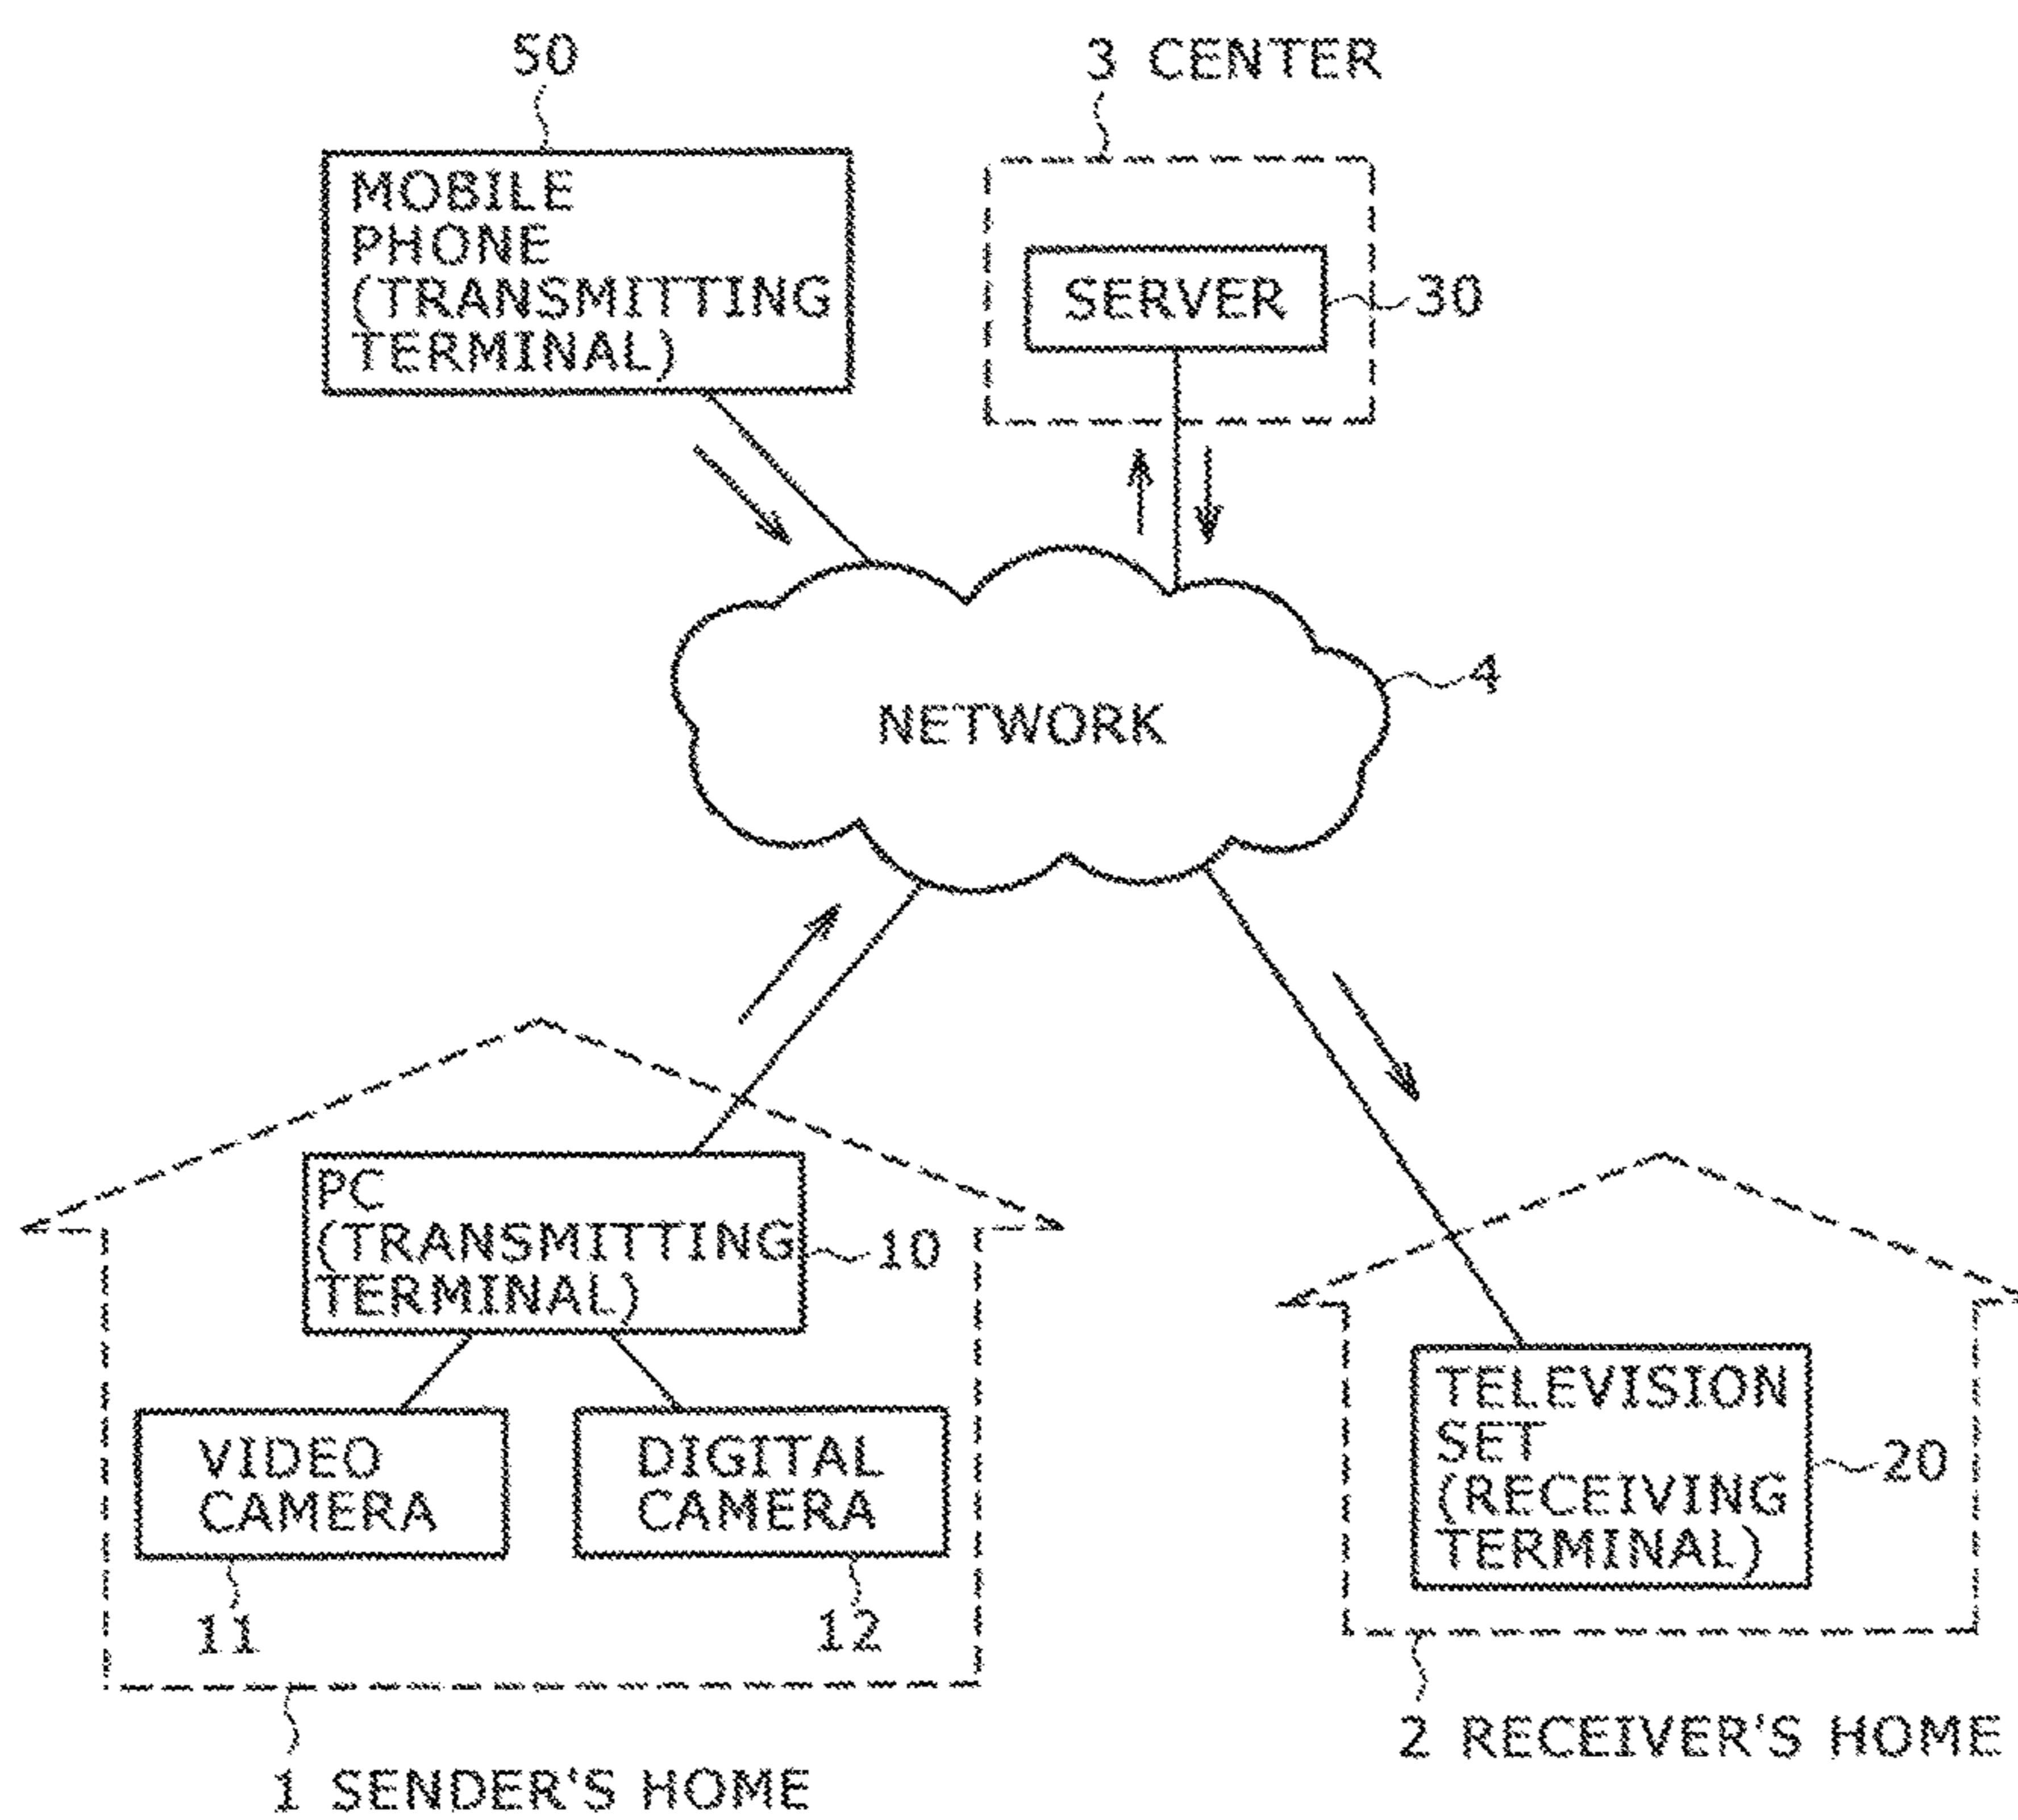 50
3 CENTER
MOBILE
PHONE
(TRANSMITTING
TERMINAL)
SERVER
30
4
NETWORK
PC
(TRANSMITTING
TERMINAL)
10
VIDEO
CAMERA
DIGITAL
CAMERA
11
12
1 SENDER'S HOME
TELEVISION
SET
(RECEIVING
TERMINAL)
20
2 RECEIVER'S HOME